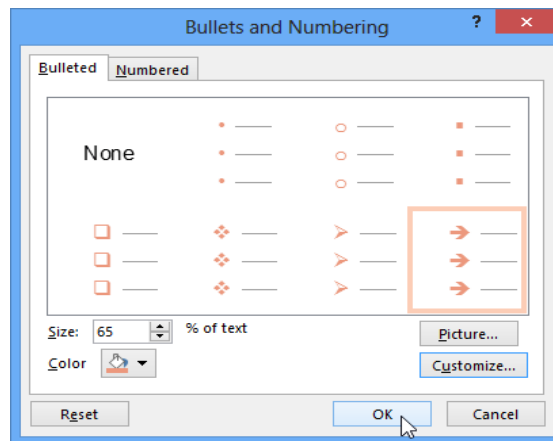 Bullets and Numbering ?
Bulleted Numbered
None
Size: 65 % of text
Picture...
Color
Customize...
Reset OK Cancel